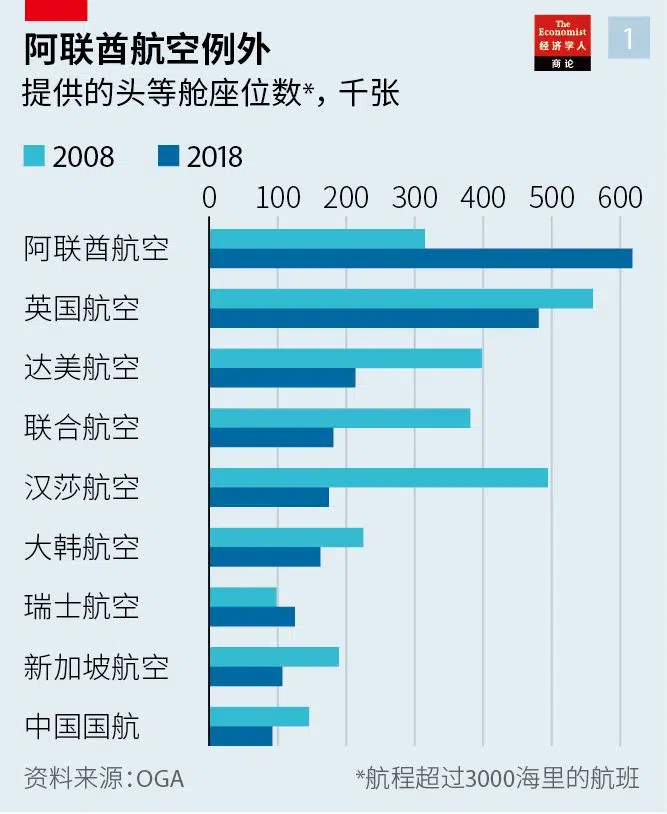 阿联酋航空例外
提供的头等舱座位数*，千张
The
Economist
经济学人
商论
1
2008 2018
0 100 200 300 400 500 600
阿联酋航空
英国航空
达美航空
联合航空
汉莎航空
大韩航空
瑞士航空
新加坡航空
中国国航
资料来源：OGA *航程超过3000海里的航班